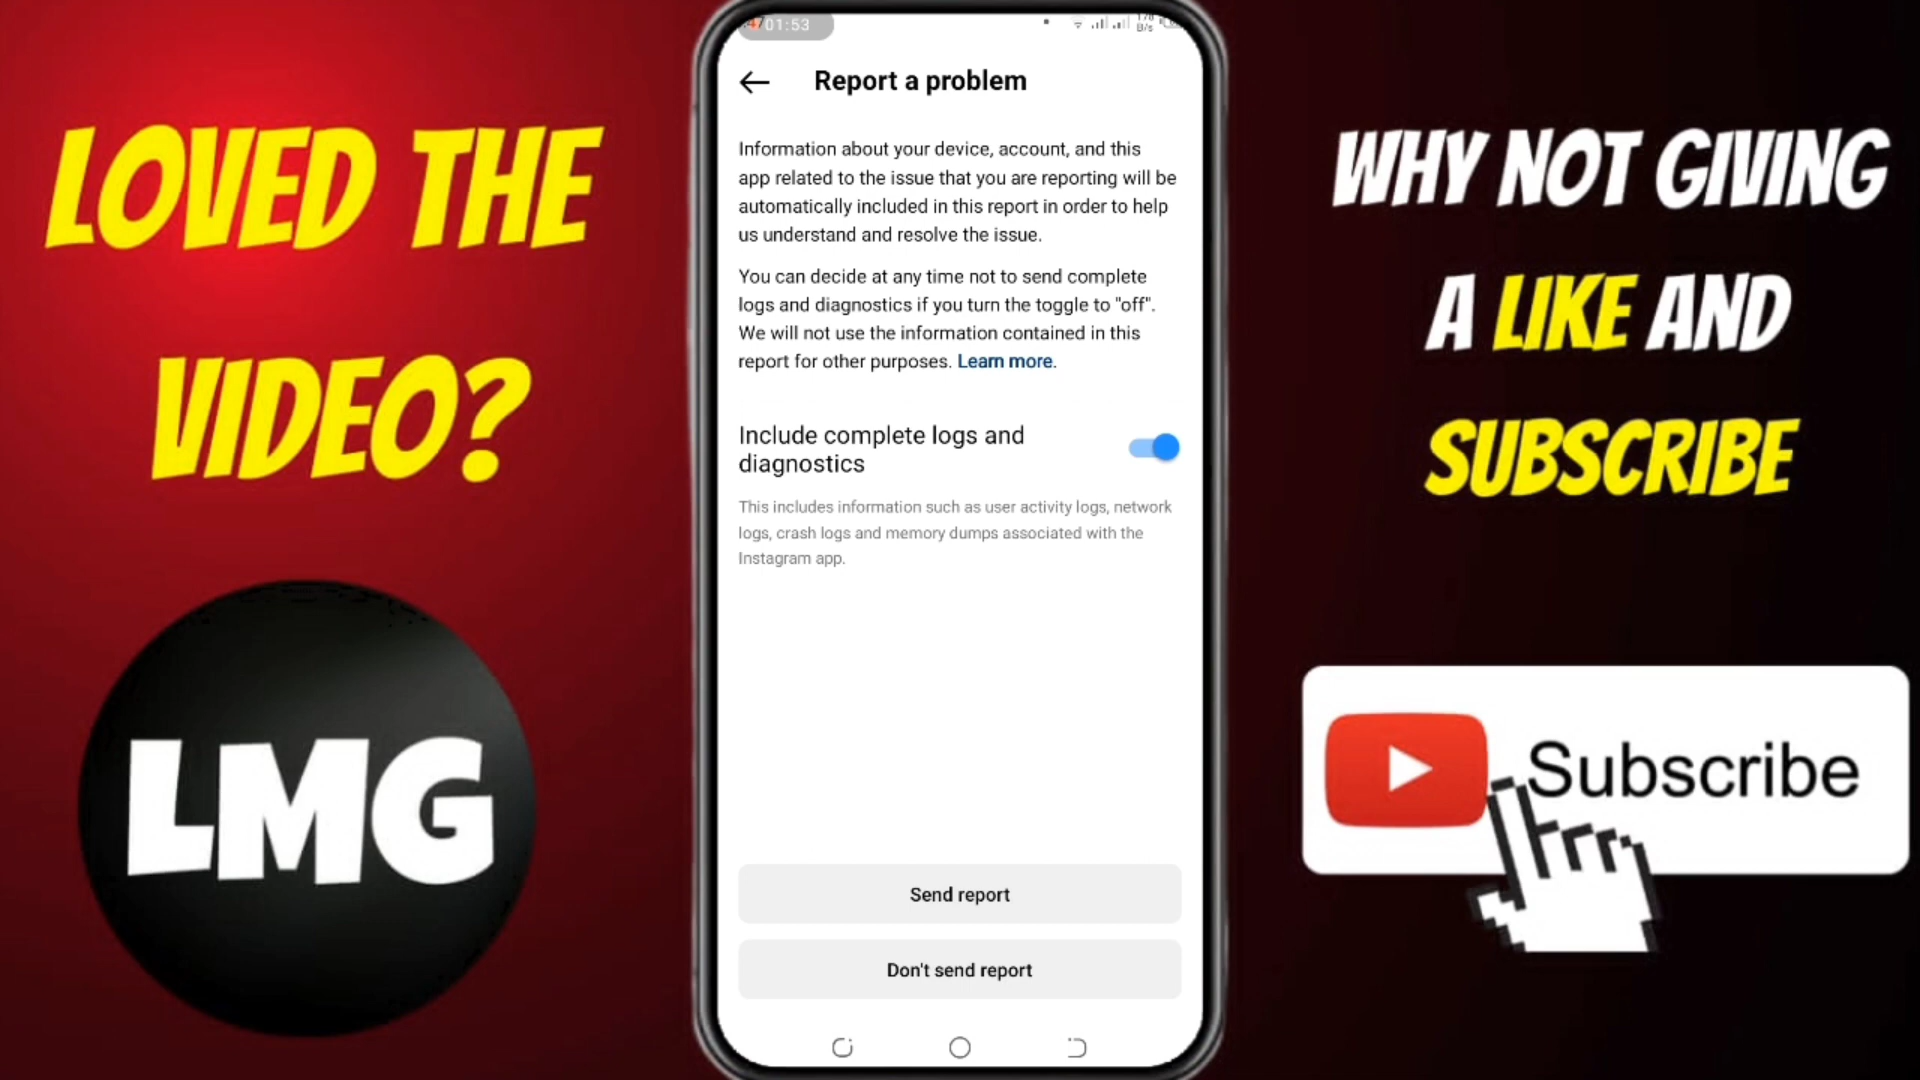 LOVED THE
VIDEO?
LMG
01:53
Report a problem
Information about your device, account, and this
app related to the issue that you are reporting will be
automatically included in this report in order to help
us understand and resolve the issue.
You can decide at any time not to send complete
logs and diagnostics if you turn the toggle to "off".
We will not use the information contained in this
report for other purposes. Learn more.
Include complete logs and
diagnostics
This includes information such as user activity logs, network
logs, crash logs and memory dumps associated with the
Instagram app.
Send report
Don't send report
WHY NOT GIVING
A LIKE AND
SUBSCRIBE
Subscribe